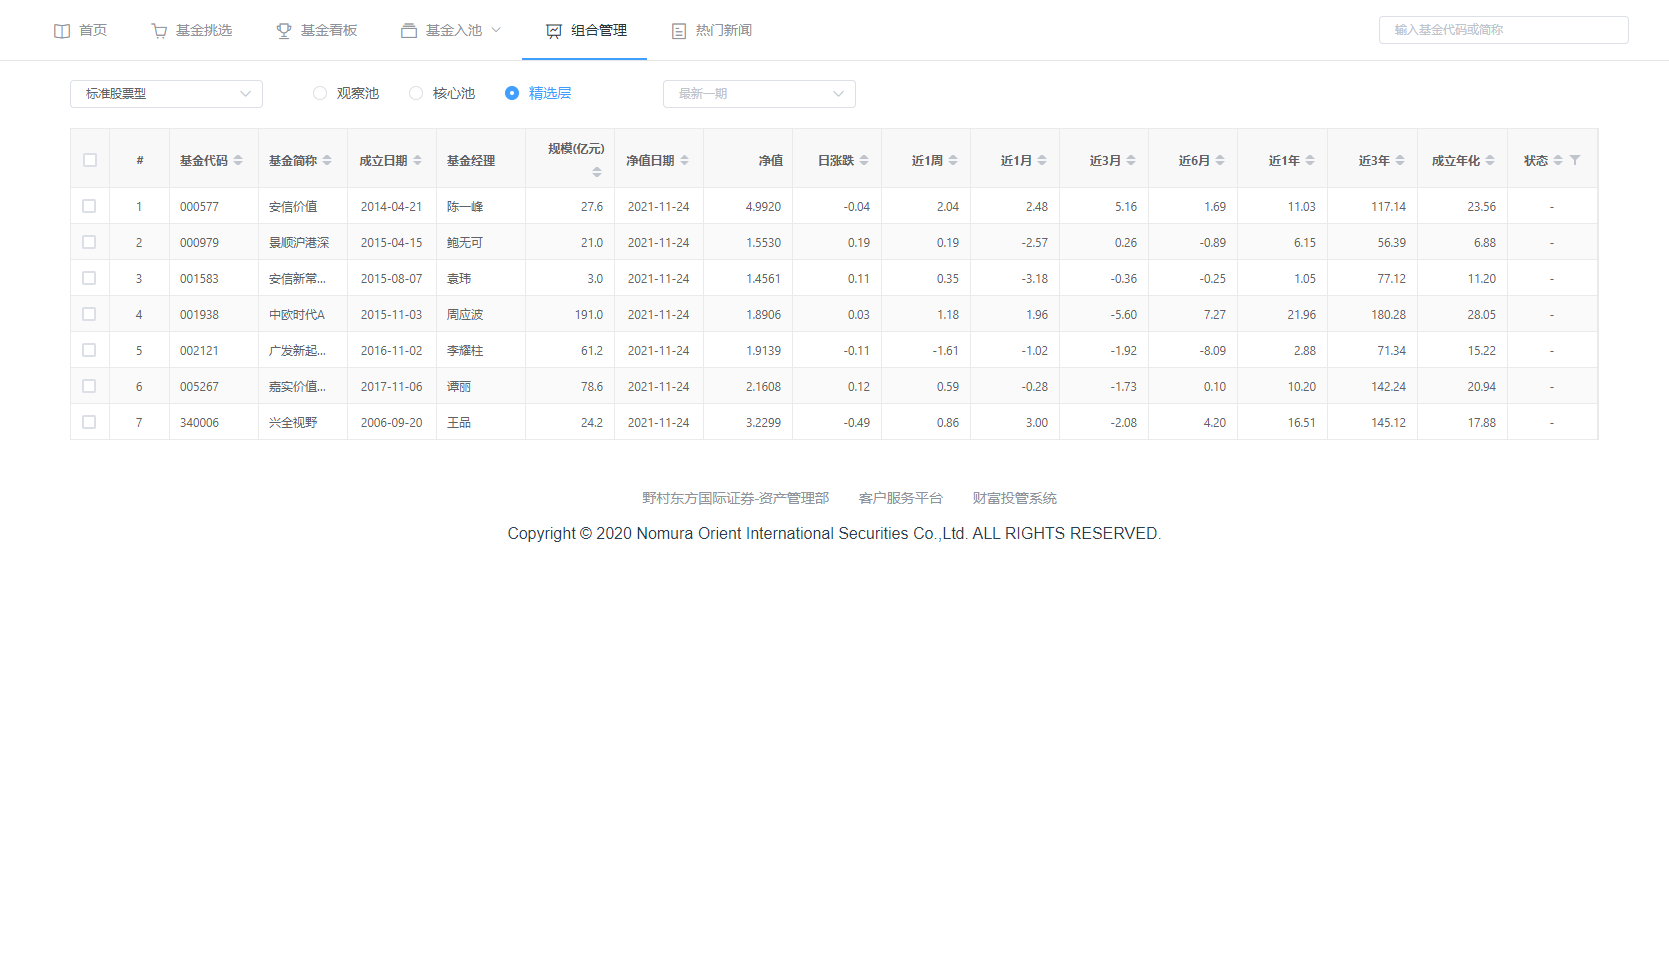 首页 基金挑选 基金看板 基金入池 组合管理 热门新闻 输入基金代码或简称
标准股票型 观察池 核心池 精选层 最新一期
# 基金代码 基金简称 成立日期 基金经理 规模(亿元) 净值日期 净值 日涨跌 近1周 近1月 近3月 近6月 近1年 近3年 成立年化 状态
1 000577 安信价值 2014-04-21 陈一峰 27.6 2021-11-24 4.9920 -0.04 2.04 2.48 5.16 1.69 11.03 117.14 23.56 -
2 000979 景顺沪港深 2015-04-15 鲍无可 21.0 2021-11-24 1.5530 0.19 0.19 -2.57 0.26 -0.89 6.15 56.39 6.88 -
3 001583 安信新常... 2015-08-07 袁玮 3.0 2021-11-24 1.4561 0.11 0.35 -3.18 -0.36 -0.25 1.05 77.12 11.20 -
4 001938 中欧时代A 2015-11-03 周应波 191.0 2021-11-24 1.8906 0.03 1.18 1.96 -5.60 7.27 21.96 180.28 28.05 -
5 002121 广发新起... 2016-11-02 李耀柱 61.2 2021-11-24 1.9139 -0.11 -1.61 -1.02 -1.92 -8.09 2.88 71.34 15.22 -
6 005267 嘉实价值... 2017-11-06 谭丽 78.6 2021-11-24 2.1608 0.12 0.59 -0.28 -1.73 0.10 10.20 142.24 20.94 -
7 340006 兴全视野 2006-09-20 王品 24.2 2021-11-24 3.2299 -0.49 0.86 3.00 -2.08 4.20 16.51 145.12 17.88 -
野村东方国际证券-资产管理部 客户服务平台 财富投管系统
Copyright © 2020 Nomura Orient International Securities Co.,Ltd. ALL RIGHTS RESERVED.